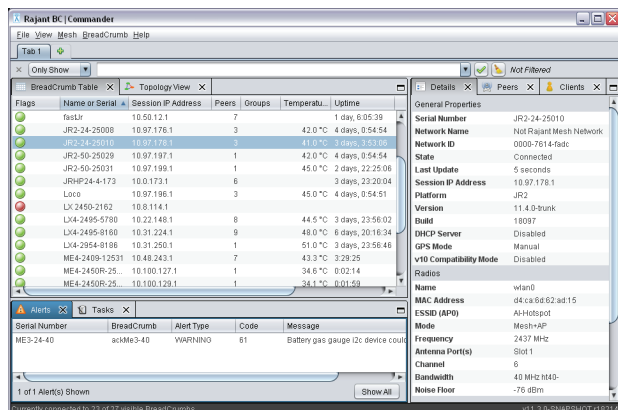 Rajant BC|Commander
File View Mesh BreadCrumb Help
Tab 1
Only Show Not Filtered
BreadCrumb Table Topology View
Flags Name or Serial Session IP Address Peers Groups Temperatu... Uptime
fastJr 10.50.12.1 7 1 day, 6:05:39
JR2-24-25008 10.97.176.1 3 42.0 °C 4 days, 0:54:54
JR2-24-25010 10.97.178.1 3 41.0 °C 3 days, 3:53:06
JR2-50-25029 10.97.197.1 1 42.0 °C 4 days, 0:54:54
JR2-50-25031 10.97.199.1 1 45.0 °C 2 days, 22:25:06
JRHP24-4-173 10.0.173.1 6 3 days, 23:20:04
Loco 10.97.196.1 3 45.0 °C 4 days, 0:54:51
LX 2450-2162 10.8.114.1
LX4-2495-5780 10.22.148.1 8 44.5 °C 3 days, 23:56:02
LX4-2495-8160 10.31.224.1 9 48.0 °C 6 days, 20:16:34
LX4-2954-8186 10.31.250.1 1 51.0 °C 3 days, 23:56:46
ME4-2409-12531 10.48.243.1 7 43.3 °C 3:29:25
ME4-2450R-25... 10.100.127.1 1 34.6 °C 0:02:14
ME4-2450R-25... 10.100.129.1 1 34.1 °C 0:01:59
Alerts Tasks
Serial Number BreadCrumb Alert Type Code Message
ME3-24-40 ackMe3-40 WARNING 61 Battery gas gauge i2c device could
1 of 1 Alert(s) Shown Show All
Details Peers Clients
General Properties
Serial Number JR2-24-25010
Network Name Not Rajant Mesh Network
Network ID 0000-7614-fadc
State Connected
Last Update 5 seconds
Session IP Address 10.97.178.1
Platform JR2
Version 11.4.0-trunk
Build 18097
DHCP Server Disabled
GPS Mode Manual
v10 Compatibility Mode Disabled
Radios
Name wlan0
MAC Address d4:ca:6d:62:ad:15
ESSID (AP0) AI-Hotspot
Mode Mesh+AP
Frequency 2437 MHz
Antenna Port(s) Slot 1
Channel 6
Bandwidth 40 MHz ht40-
Noise Floor -76 dBm
Currently connected to 33 of 37 visible BreadCrumbs v11.3.0-SNAPSHOT